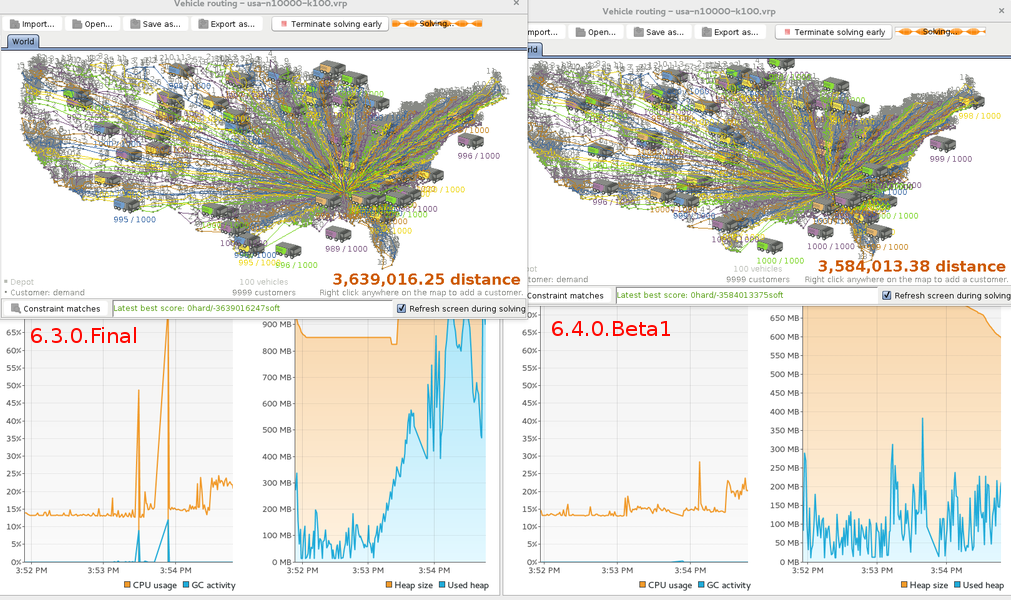 Vehicle routing – usa-n10000-k100.vrp
×
Import...
Open...
Save as...
Export as...
Terminate solving early
Solving...
World
996 / 1000
995 / 1000
989 / 1000
996 / 1000
3,639,016.25 distance
Depot
100 vehicles
Customer: demand
9999 customers
Right click anywhere on the map to add a customer.
Constraint matches
Latest best score: 0hard/-3639016247soft
Refresh screen during solving
6.3.0.Final
65%
60%
55%
50%
45%
40%
35%
30%
25%
20%
15%
10%
5%
0%
3:52 PM
3:53 PM
3:54 PM
CPU usage
GC activity
900 MB
800 MB
700 MB
600 MB
500 MB
400 MB
300 MB
200 MB
100 MB
0 MB
3:52 PM
3:53 PM
3:54 PM
Heap size
Used heap
Vehicle routing – usa-n10000-k100.vrp
×
mport...
Open...
Save as...
Export as...
Terminate solving early
Solving...
rld
998 / 1000
999 / 1000
1000 / 1000
1000 / 1000
3,584,013.38 distance
pot
100 vehicles
stomer: demand
9999 customers
Right click anywhere on the map to add a customer.
Constraint matches
Latest best score: 0hard/-3584013375soft
Refresh screen during solving
6.4.0.Beta1
65%
60%
55%
50%
45%
40%
35%
30%
25%
20%
15%
10%
5%
0%
3:52 PM
3:53 PM
3:54 PM
CPU usage
GC activity
650 MB
600 MB
550 MB
500 MB
450 MB
400 MB
350 MB
300 MB
250 MB
200 MB
150 MB
100 MB
50 MB
0 MB
3:52 PM
3:53 PM
3:54 PM
Heap size
Used heap